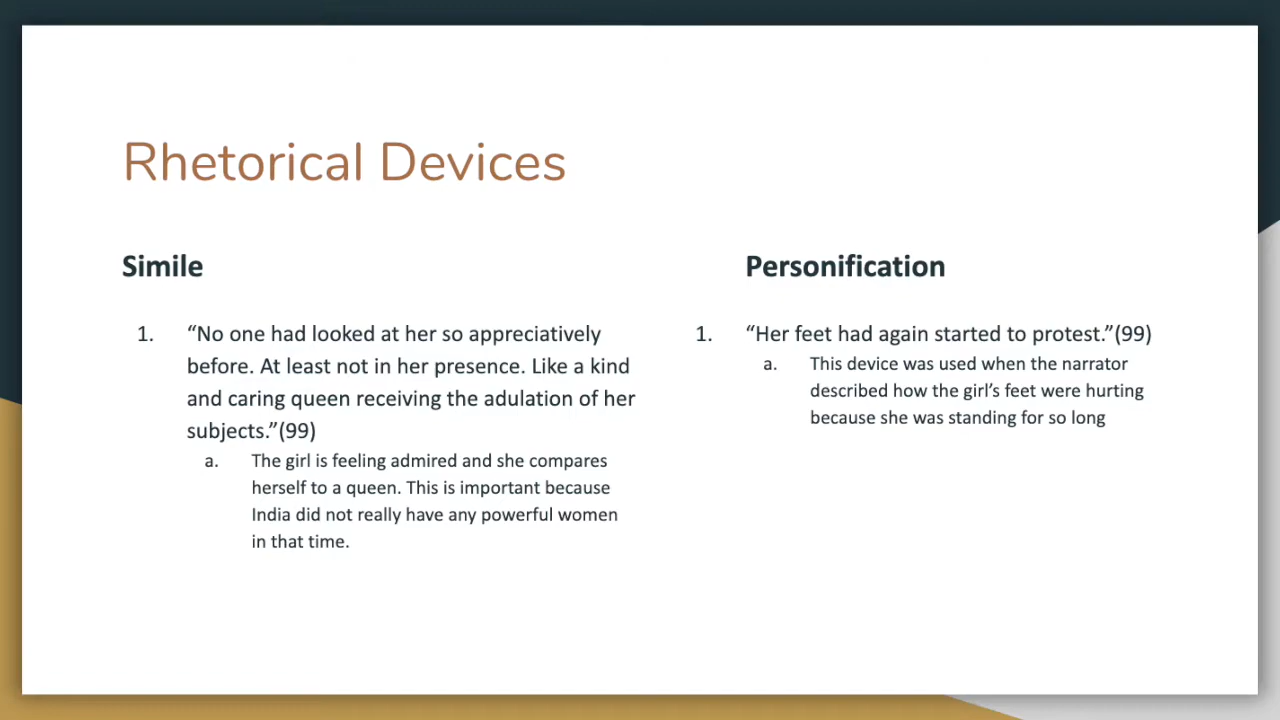 Rhetorical Devices
Simile
1. “No one had looked at her so appreciatively
before. At least not in her presence. Like a kind
and caring queen receiving the adulation of her
subjects.”(99)
a. The girl is feeling admired and she compares
herself to a queen. This is important because
India did not really have any powerful women
in that time.
Personification
1. “Her feet had again started to protest.”(99)
a. This device was used when the narrator
described how the girl’s feet were hurting
because she was standing for so long